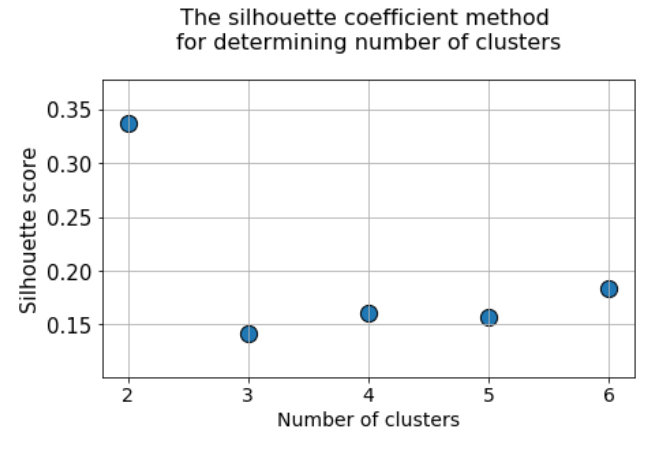 The silhouette coefficient method
for determining number of clusters
Silhouette score
0.35
0.30
0.25
0.20
0.15
2 3 4 5 6
Number of clusters